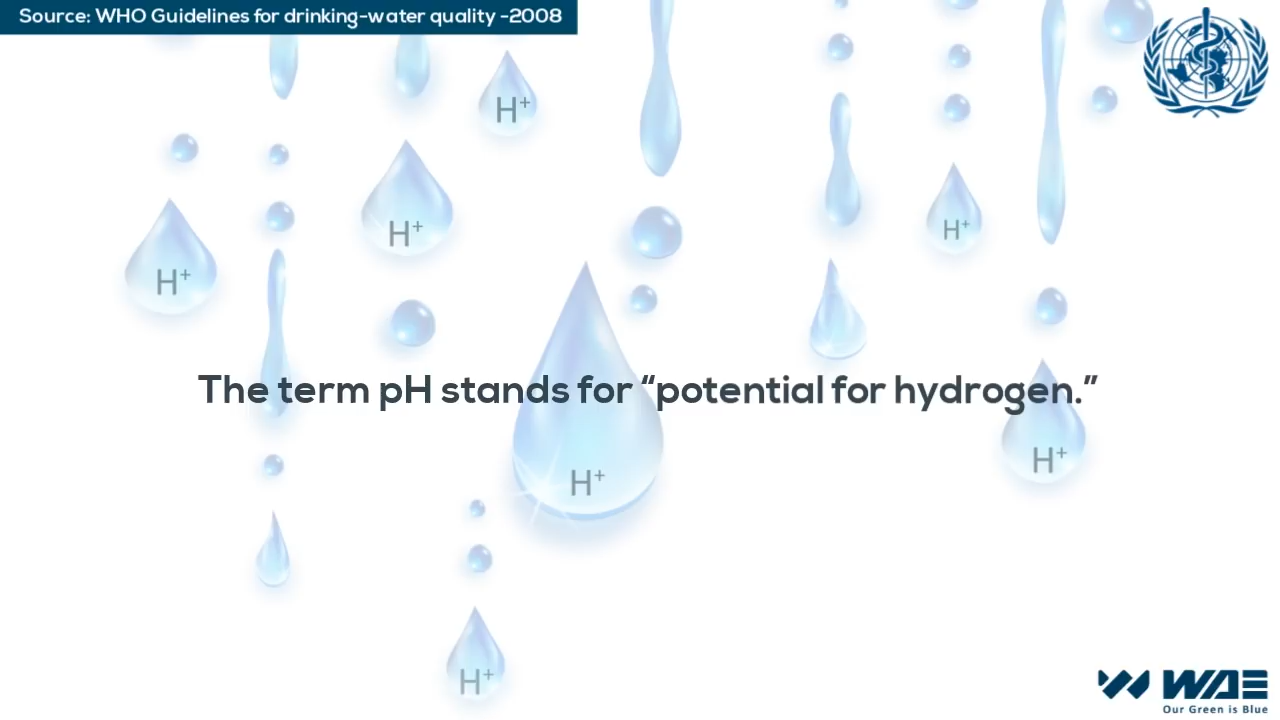 Source: WHO Guidelines for drinking-water quality -2008
H+
H+
H+
H+
The term pH stands for “potential for hydrogen.”
H+
H+
H+
WAE
Our Green is Blue